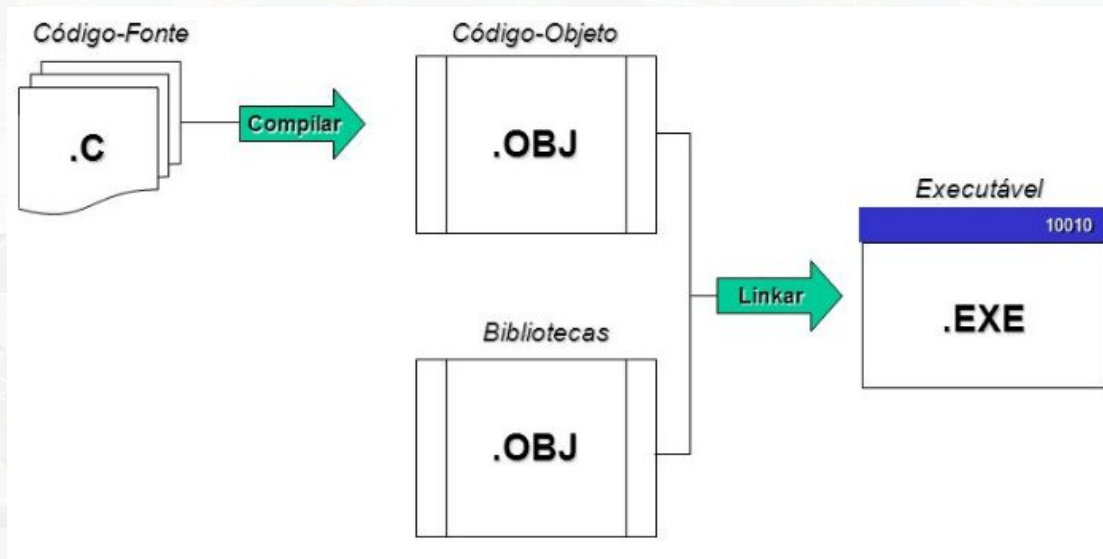 Código-Fonte
.C
Compilar
Código-Objeto
.OBJ
Bibliotecas
.OBJ
Linkar
Executável
10010
.EXE